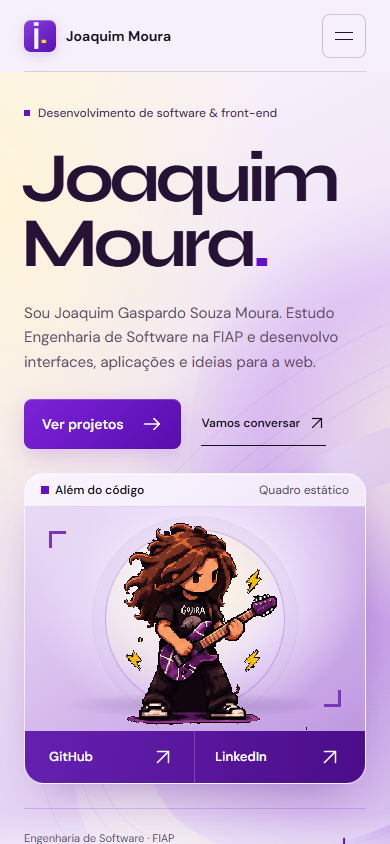 j.
Joaquim Moura
Desenvolvimento de software & front-end
Joaquim
Moura.
Sou Joaquim Gaspardo Souza Moura. Estudo
Engenharia de Software na FIAP e desenvolvo
interfaces, aplicações e ideias para a web.
Ver projetos
Vamos conversar
Além do código
Quadro estático
GOJIRA
GitHub
LinkedIn
Engenharia de Software · FIAP